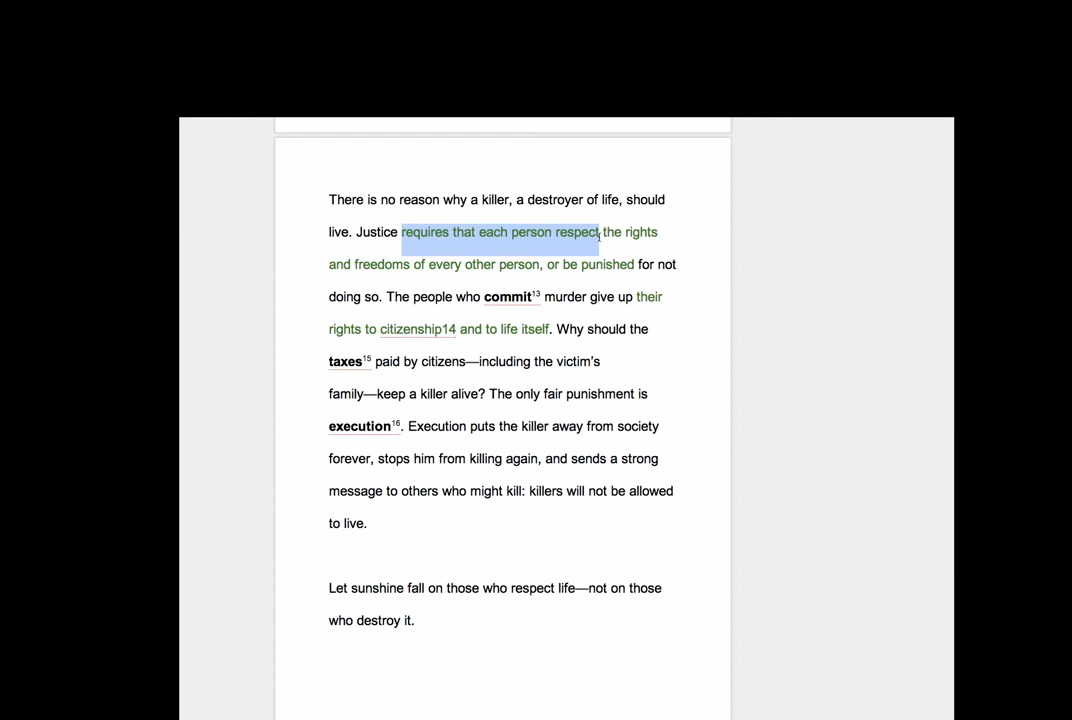 There is no reason why a killer, a destroyer of life, should
live. Justice requires that each person respect the rights
and freedoms of every other person, or be punished for not
doing so. The people who commit13 murder give up their
rights to citizenship14 and to life itself. Why should the
taxes15 paid by citizens—including the victim's
family—keep a killer alive? The only fair punishment is
execution16. Execution puts the killer away from society
forever, stops him from killing again, and sends a strong
message to others who might kill: killers will not be allowed
to live.
Let sunshine fall on those who respect life—not on those
who destroy it.